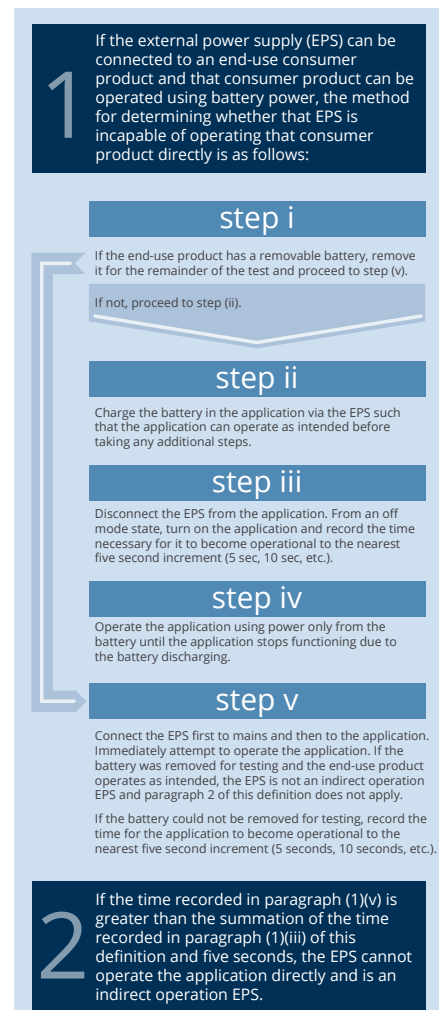 1
If the external power supply (EPS) can be
connected to an end-use consumer
product and that consumer product can be
operated using battery power, the method
for determining whether that EPS is
incapable of operating that consumer
product directly is as follows:
step i
If the end-use product has a removable battery, remove
it for the remainder of the test and proceed to step (v).
If not, proceed to step (ii).
step ii
Charge the battery in the application via the EPS such
that the application can operate as intended before
taking any additional steps.
step iii
Disconnect the EPS from the application. From an off
mode state, turn on the application and record the time
necessary for it to become operational to the nearest
five second increment (5 sec, 10 sec, etc.).
step iv
Operate the application using power only from the
battery until the application stops functioning due to
the battery discharging.
step v
Connect the EPS first to mains and then to the application.
Immediately attempt to operate the application. If the
battery was removed for testing and the end-use product
operates as intended, the EPS is not an indirect operation
EPS and paragraph 2 of this definition does not apply.
If the battery could not be removed for testing, record the
time for the application to become operational to the
nearest five second increment (5 seconds, 10 seconds, etc.).
2
If the time recorded in paragraph (1)(v) is
greater than the summation of the time
recorded in paragraph (1)(iii) of this
definition and five seconds, the EPS cannot
operate the application directly and is an
indirect operation EPS.